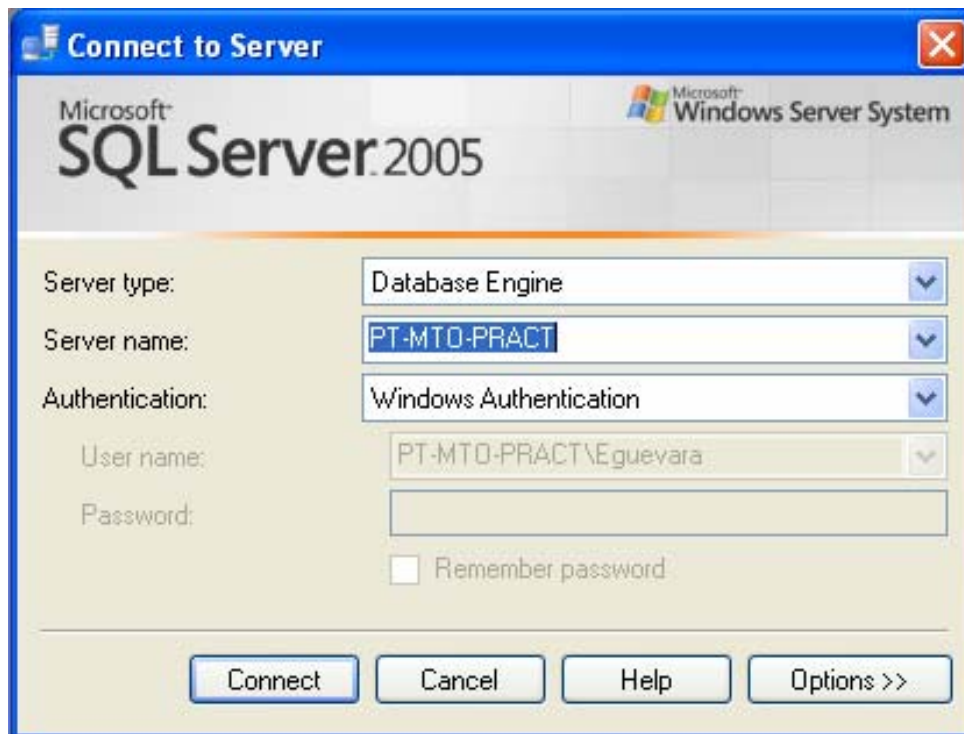 Connect to Server
Microsoft
SQL Server 2005
Microsoft
Windows Server System
Server type: Database Engine
Server name: PT-MTO-PRACT
Authentication: Windows Authentication
User name: PT-MTO-PRACT\Eguevara
Password:
Remember password
Connect Cancel Help Options >>